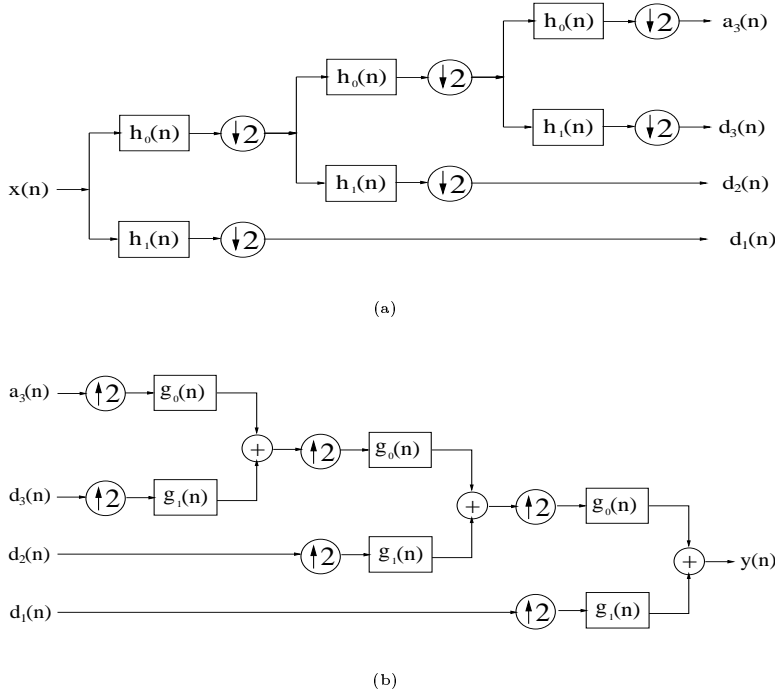 h₀(n) ↓2 a₃(n)
h₀(n) ↓2
h₀(n) ↓2 h₁(n) ↓2 d₃(n)
x(n) h₁(n) ↓2 d₂(n)
h₁(n) ↓2 d₁(n)
(a)
a₃(n) ↑2 g₀(n)
+ ↑2 g₀(n)
d₃(n) ↑2 g₁(n) + ↑2 g₀(n)
d₂(n) ↑2 g₁(n) + y(n)
d₁(n) ↑2 g₁(n)
(b)